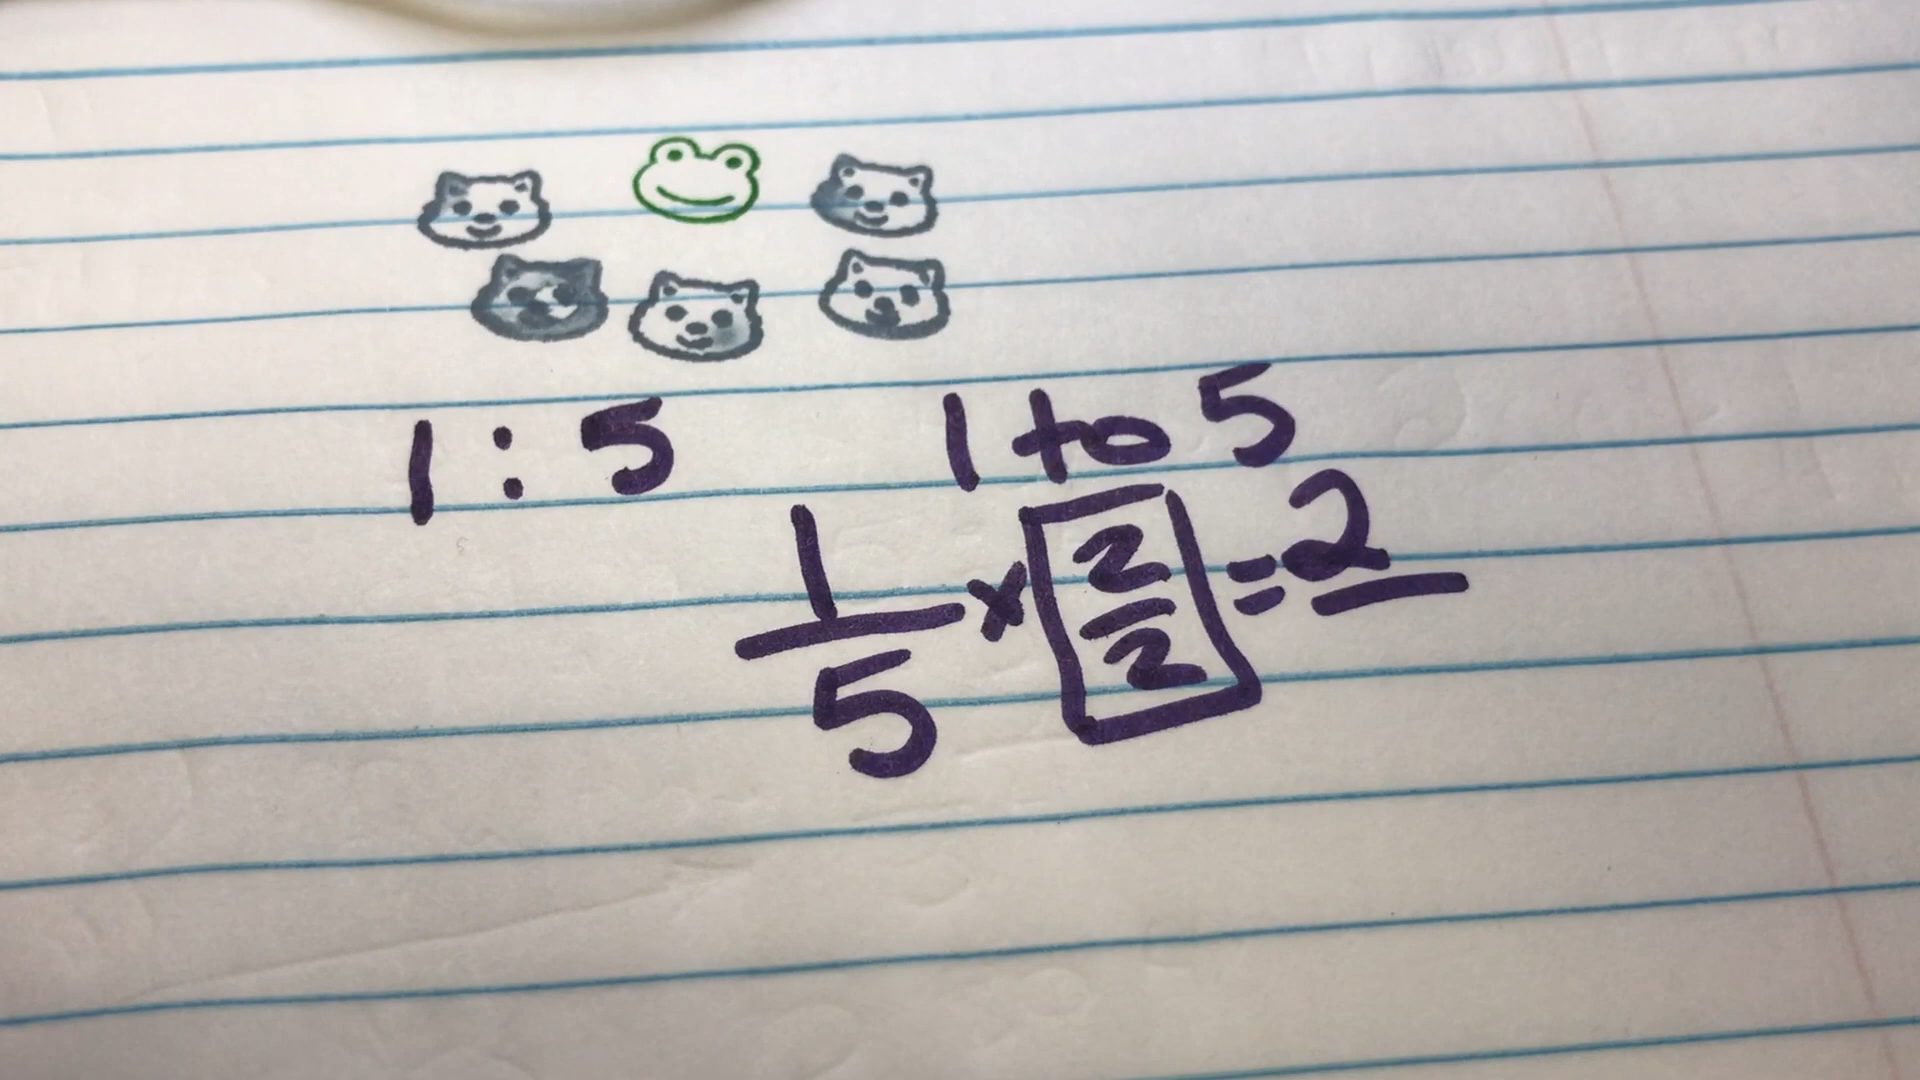 1 : 5 1 to 5
1/5 × 2/2 = 2/